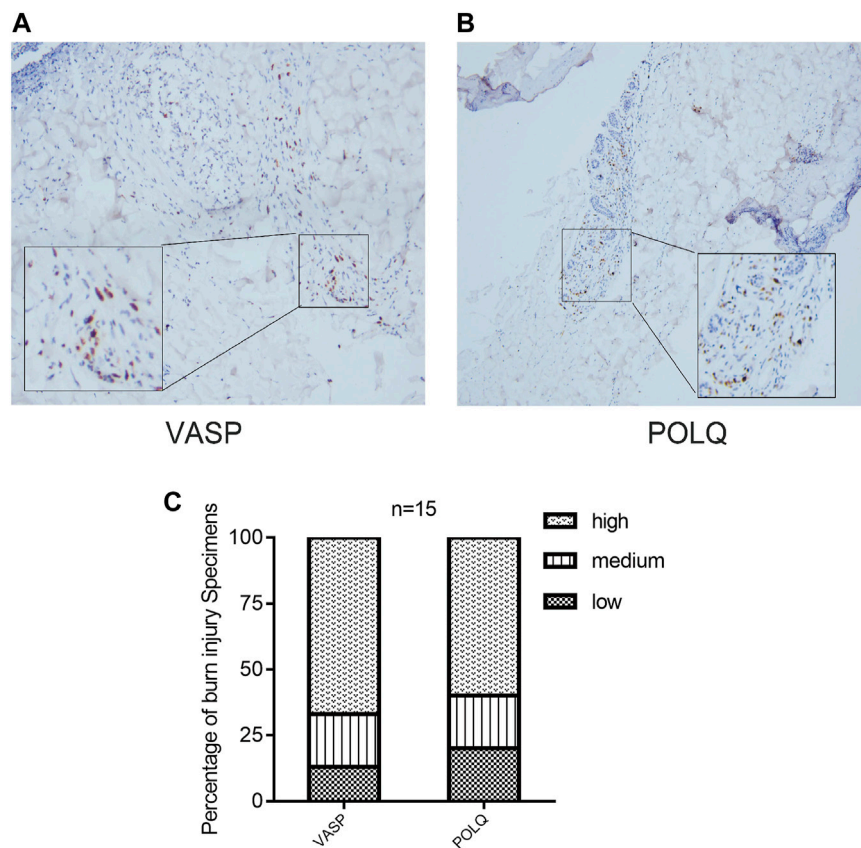 A
B
VASP
POLQ
C
n=15
high
medium
low
Percentage of burn injury Specimens
100
75
50
25
0
VASP
POLQ